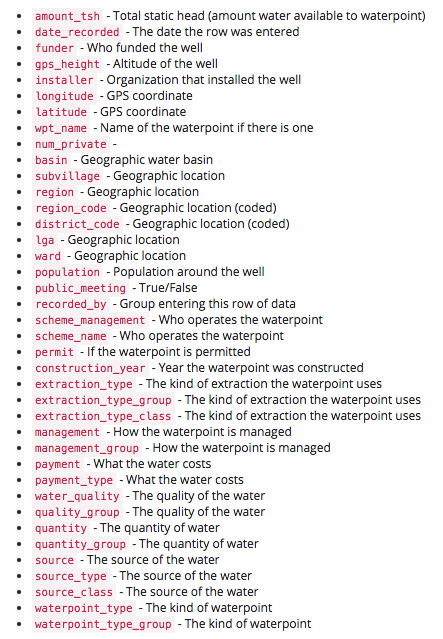 amount_tsh - Total static head (amount water available to waterpoint)
date_recorded - The date the row was entered
funder - Who funded the well
gps_height - Altitude of the well
installer - Organization that installed the well
longitude - GPS coordinate
latitude - GPS coordinate
wpt_name - Name of the waterpoint if there is one
num_private -
basin - Geographic water basin
subvillage - Geographic location
region - Geographic location
region_code - Geographic location (coded)
district_code - Geographic location (coded)
lga - Geographic location
ward - Geographic location
population - Population around the well
public_meeting - True/False
recorded_by - Group entering this row of data
scheme_management - Who operates the waterpoint
scheme_name - Who operates the waterpoint
permit - If the waterpoint is permitted
construction_year - Year the waterpoint was constructed
extraction_type - The kind of extraction the waterpoint uses
extraction_type_group - The kind of extraction the waterpoint uses
extraction_type_class - The kind of extraction the waterpoint uses
management - How the waterpoint is managed
management_group - How the waterpoint is managed
payment - What the water costs
payment_type - What the water costs
water_quality - The quality of the water
quality_group - The quality of the water
quantity - The quantity of water
quantity_group - The quantity of water
source - The source of the water
source_type - The source of the water
source_class - The source of the water
waterpoint_type - The kind of waterpoint
waterpoint_type_group - The kind of waterpoint